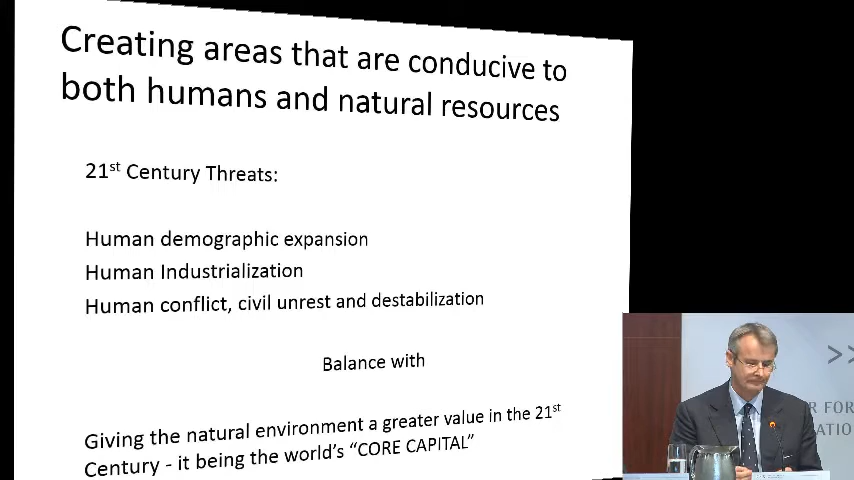 Creating areas that are conducive to
both humans and natural resources
21st Century Threats:
Human demographic expansion
Human Industrialization
Human conflict, civil unrest and destabilization
Balance with
Giving the natural environment a greater value in the 21st
Century - it being the world's “CORE CAPITAL”
>>
FOR